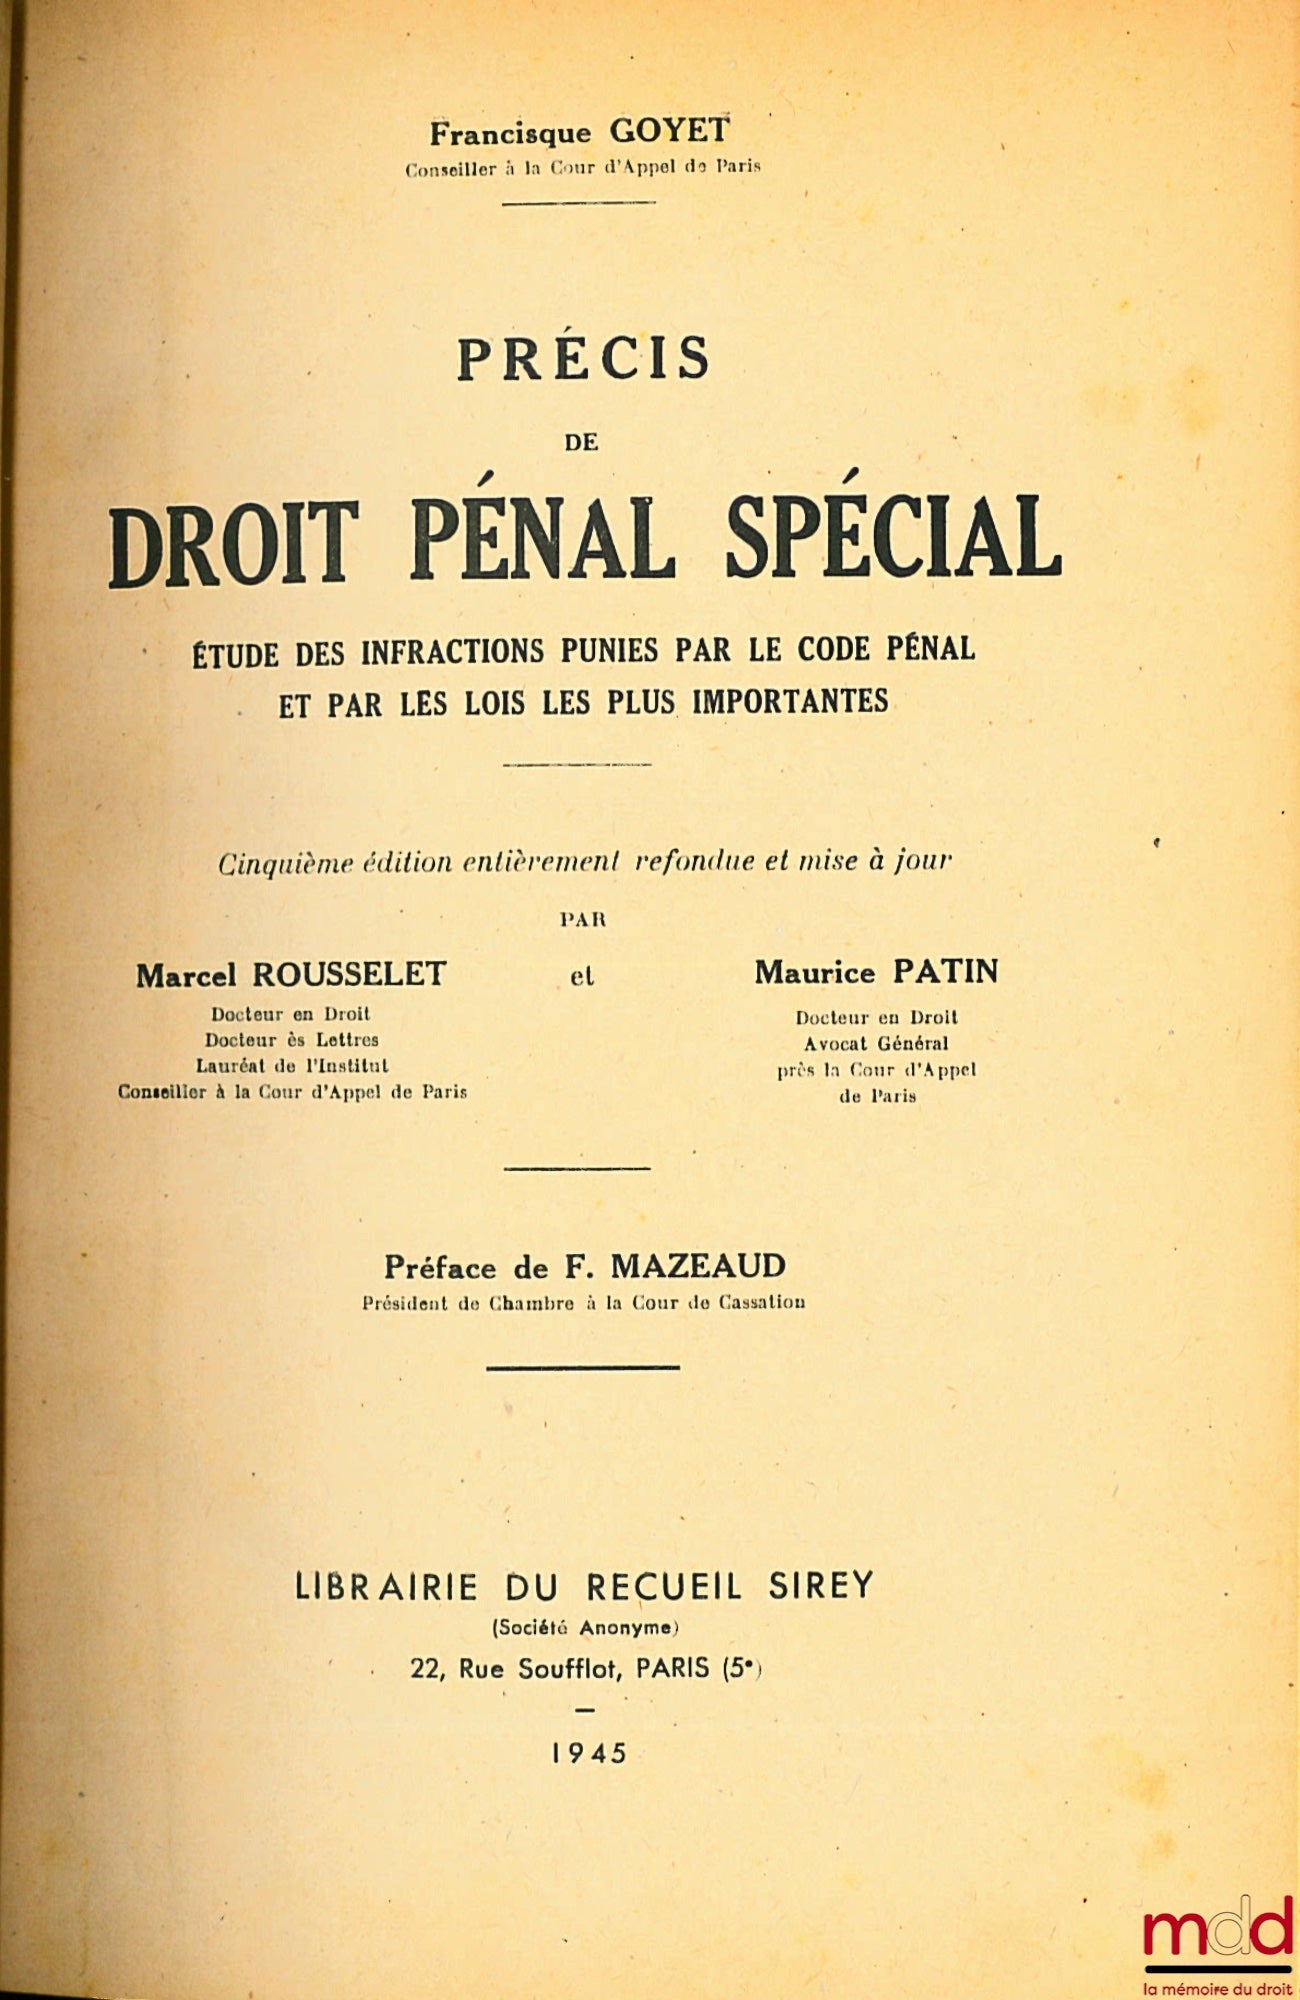 Francisque GOYET
Conseiller à la Cour d'Appel de Paris
PRÉCIS
DE
DROIT PÉNAL SPÉCIAL
ÉTUDE DES INFRACTIONS PUNIES PAR LE CODE PÉNAL
ET PAR LES LOIS LES PLUS IMPORTANTES
Cinquième édition entièrement refondue et mise à jour
PAR
Marcel ROUSSELET
Docteur en Droit
Docteur ès Lettres
Lauréat de l'Institut
Conseiller à la Cour d'Appel de Paris
et
Maurice PATIN
Docteur en Droit
Avocat Général
près la Cour d'Appel
de Paris
Préface de F. MAZEAUD
Président de Chambre à la Cour de Cassation
LIBRAIRIE DU RECUEIL SIREY
(Société Anonyme)
22, Rue Soufflot, PARIS (5e)
1945
mdd
la mémoire du droit